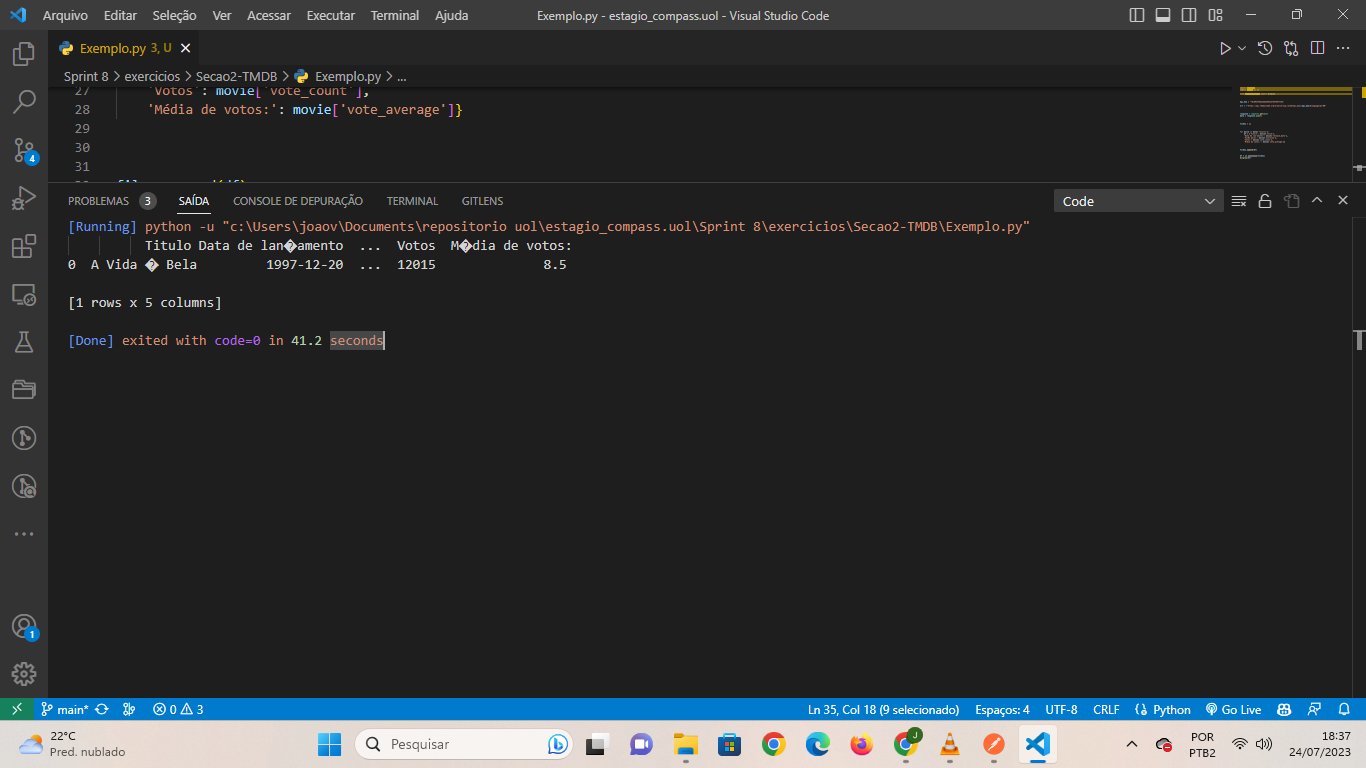 Arquivo Editar Seleção Ver Acessar Executar Terminal Ajuda Exemplo.py - estagio_compass.uol - Visual Studio Code
Exemplo.py 3, U
Sprint 8 > exercicios > Secao2-TMDB > Exemplo.py > ...
27 'Votos': movie['vote_count'],
28 'Média de votos:': movie['vote_average']}
29
30
31
PROBLEMAS 3 SAÍDA CONSOLE DE DEPURAÇÃO TERMINAL GITLENS Code
[Running] python -u "c:\Users\joaov\Documents\repositorio uol\estagio_compass.uol\Sprint 8\exercicios\Secao2-TMDB\Exemplo.py"
Titulo Data de lan�amento ... Votos M�dia de votos:
0 A Vida � Bela 1997-12-20 ... 12015 8.5
[1 rows x 5 columns]
[Done] exited with code=0 in 41.2 seconds
4
1
main* 0 3 Ln 35, Col 18 (9 selecionado) Espaços: 4 UTF-8 CRLF Python Go Live
22°C
Pred. nublado
Pesquisar
J
POR
PTB2
18:37
24/07/2023